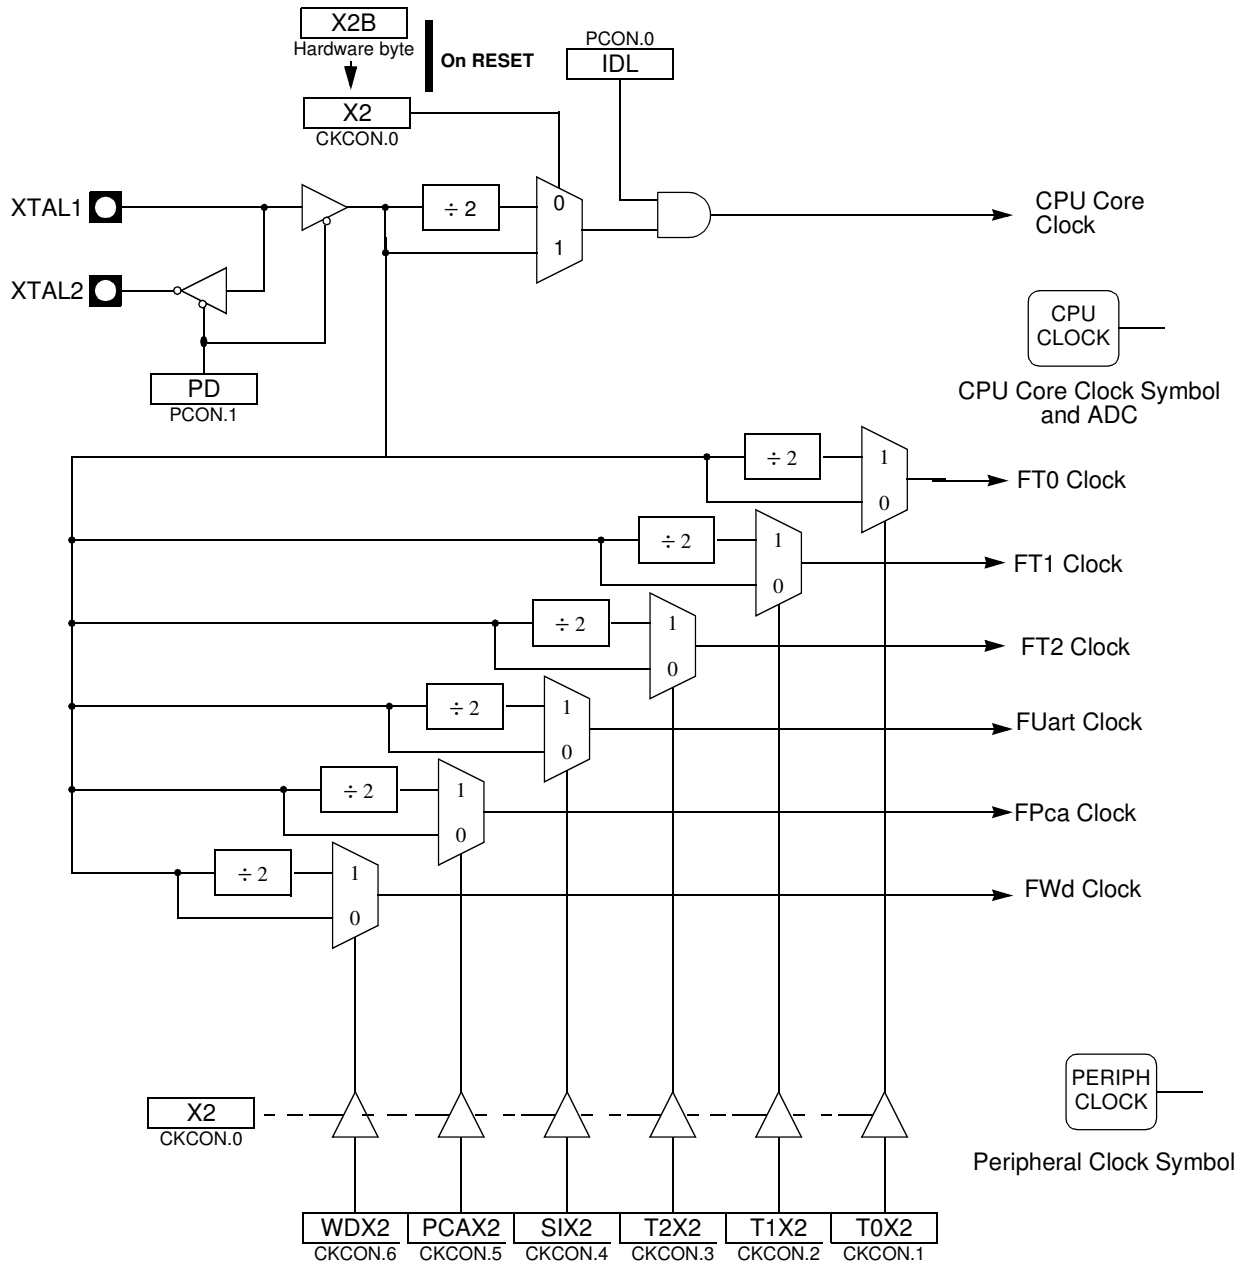 X2B
Hardware byte
On RESET
X2
CKCON.0
PCON.0
IDL
XTAL1
÷ 2
0
1
CPU Core
Clock
XTAL2
PD
PCON.1
CPU
CLOCK
CPU Core Clock Symbol
and ADC
÷ 2
1
0
FT0 Clock
÷ 2
1
0
FT1 Clock
÷ 2
1
0
FT2 Clock
÷ 2
1
0
FUart Clock
÷ 2
1
0
FPca Clock
÷ 2
1
0
FWd Clock
X2
CKCON.0
PERIPH
CLOCK
Peripheral Clock Symbol
WDX2
CKCON.6
PCAX2
CKCON.5
SIX2
CKCON.4
T2X2
CKCON.3
T1X2
CKCON.2
T0X2
CKCON.1